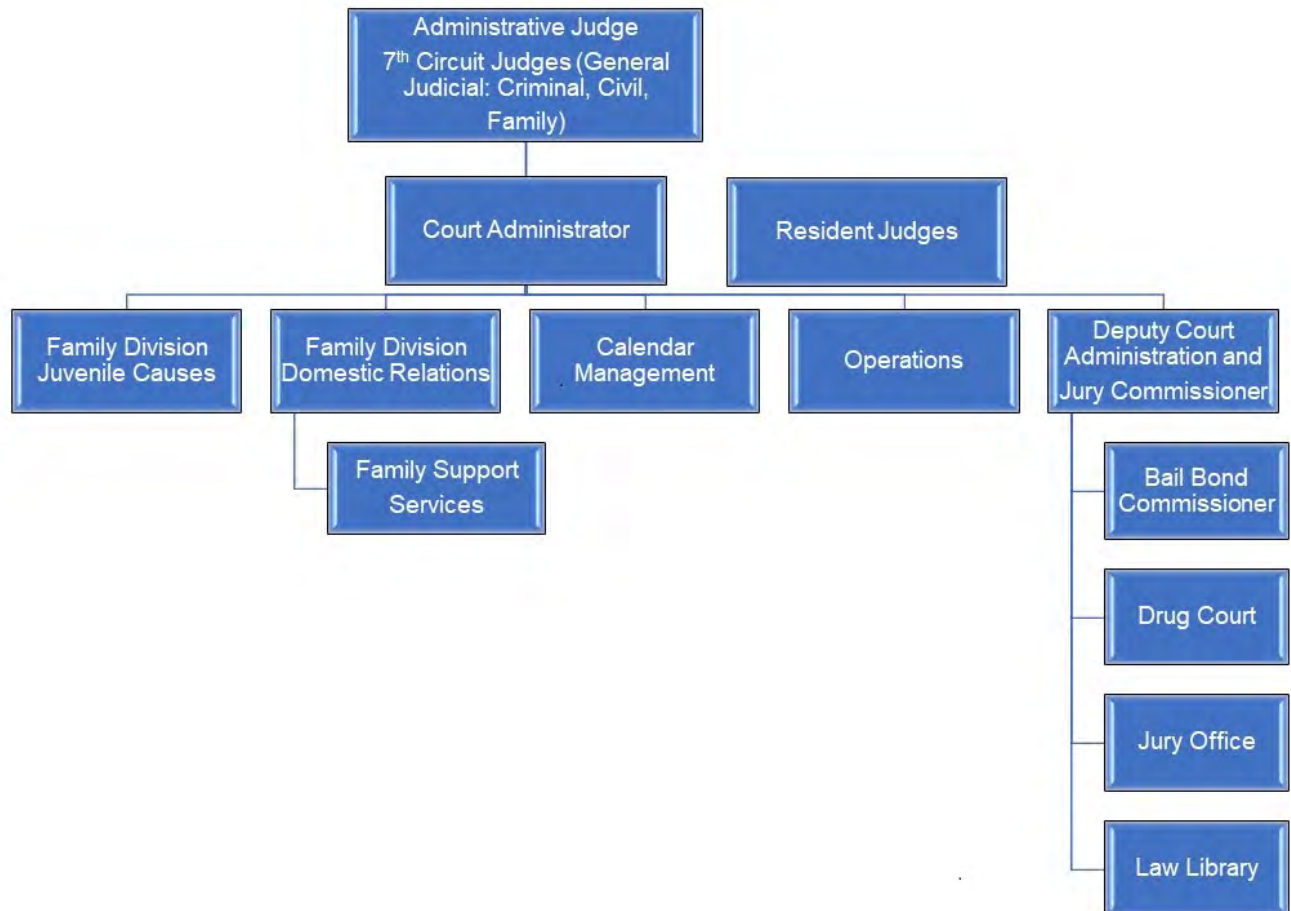 Administrative Judge
7th Circuit Judges (General
Judicial: Criminal, Civil,
Family)
Court Administrator
Resident Judges
Family Division
Juvenile Causes
Family Division
Domestic Relations
Calendar
Management
Operations
Deputy Court
Administration and
Jury Commissioner
Family Support
Services
Bail Bond
Commissioner
Drug Court
Jury Office
Law Library